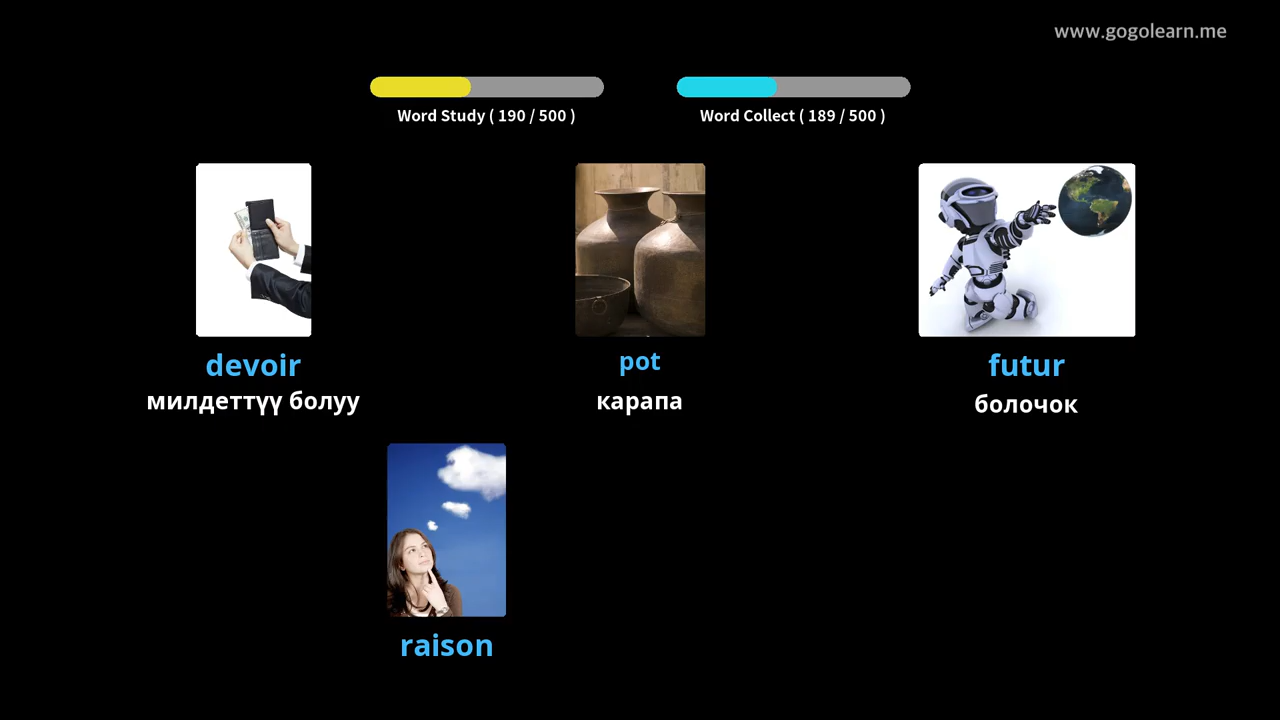 www.gogolearn.me
Word Study ( 190 / 500 )
Word Collect ( 189 / 500 )
devoir
милдеттүү болуу
pot
карапа
futur
болочок
raison